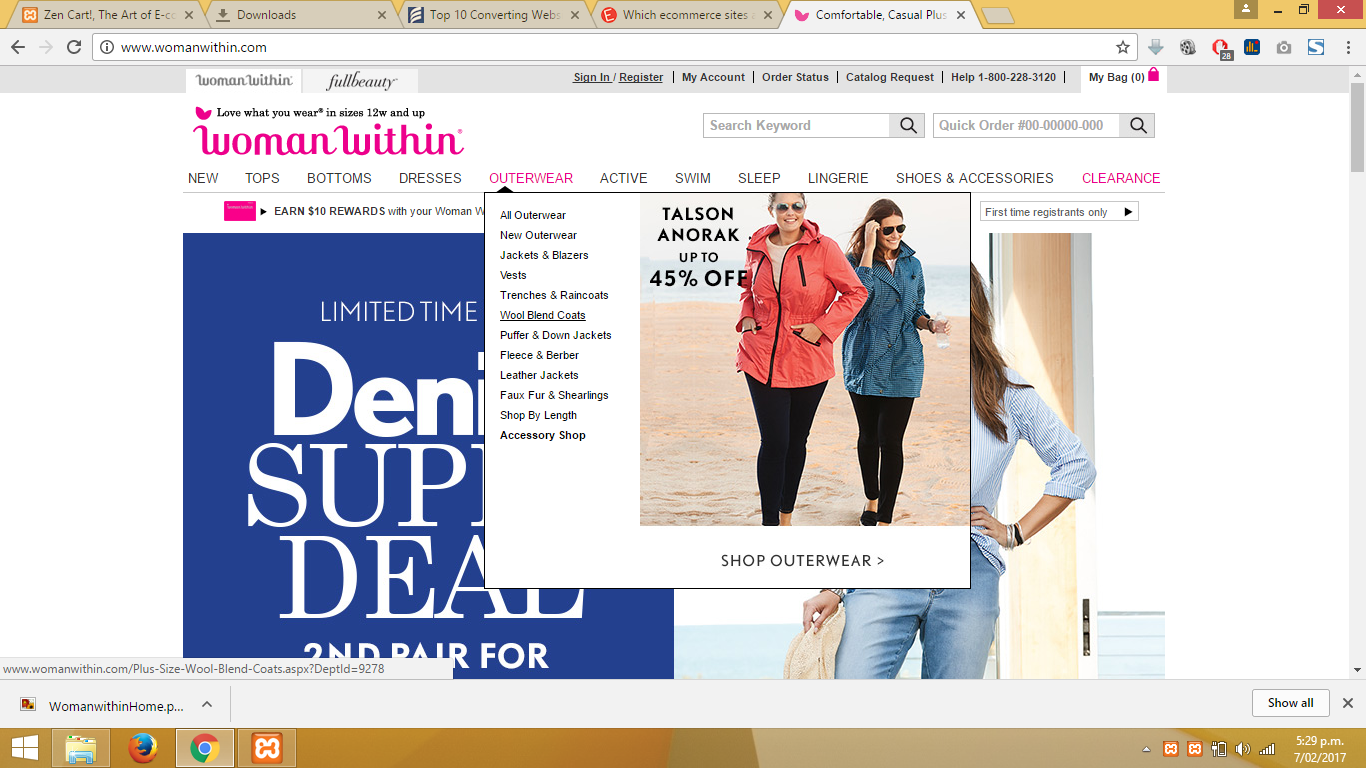 Zen Cart!, The Art of E-co
Downloads
Top 10 Converting Webs
Which ecommerce sites
Comfortable, Casual Plus
www.womanwithin.com
28
woman within
fullbeauty
Sign In / Register
My Account
Order Status
Catalog Request
Help 1-800-228-3120
My Bag (0)
Love what you wear® in sizes 12w and up
woman within®
Search Keyword
Quick Order #00-00000-000
NEW
TOPS
BOTTOMS
DRESSES
OUTERWEAR
ACTIVE
SWIM
SLEEP
LINGERIE
SHOES & ACCESSORIES
CLEARANCE
EARN $10 REWARDS with your Woman W
First time registrants only
All Outerwear
New Outerwear
Jackets & Blazers
Vests
Trenches & Raincoats
Wool Blend Coats
Puffer & Down Jackets
Fleece & Berber
Leather Jackets
Faux Fur & Shearlings
Shop By Length
Accessory Shop
TALSON
ANORAK
UP TO
45% OFF
SHOP OUTERWEAR >
LIMITED TIME
Deni
SUP
DEAL
2ND PAIR FOR
www.womanwithin.com/Plus-Size-Wool-Blend-Coats.aspx?DeptId=9278
WomanwithinHome.p...
Show all
5:29 p.m.
7/02/2017